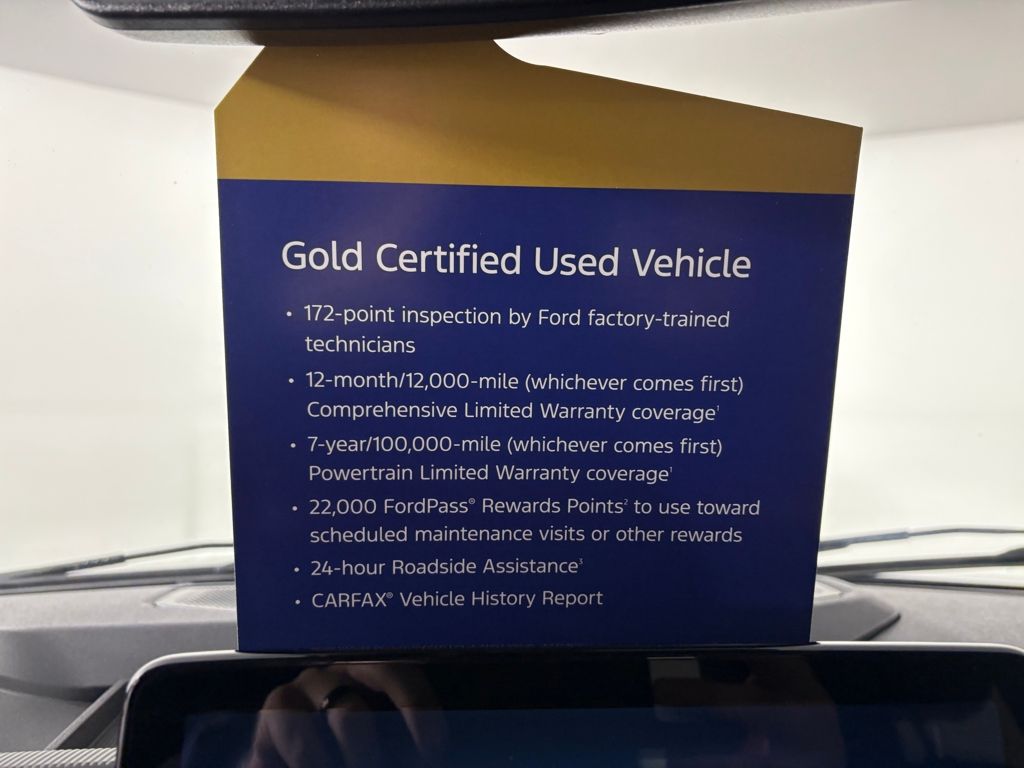 Gold Certified Used Vehicle
• 172-point inspection by Ford factory-trained
technicians
• 12-month/12,000-mile (whichever comes first)
Comprehensive Limited Warranty coverage¹
• 7-year/100,000-mile (whichever comes first)
Powertrain Limited Warranty coverage¹
• 22,000 FordPass® Rewards Points² to use toward
scheduled maintenance visits or other rewards
• 24-hour Roadside Assistance³
• CARFAX® Vehicle History Report